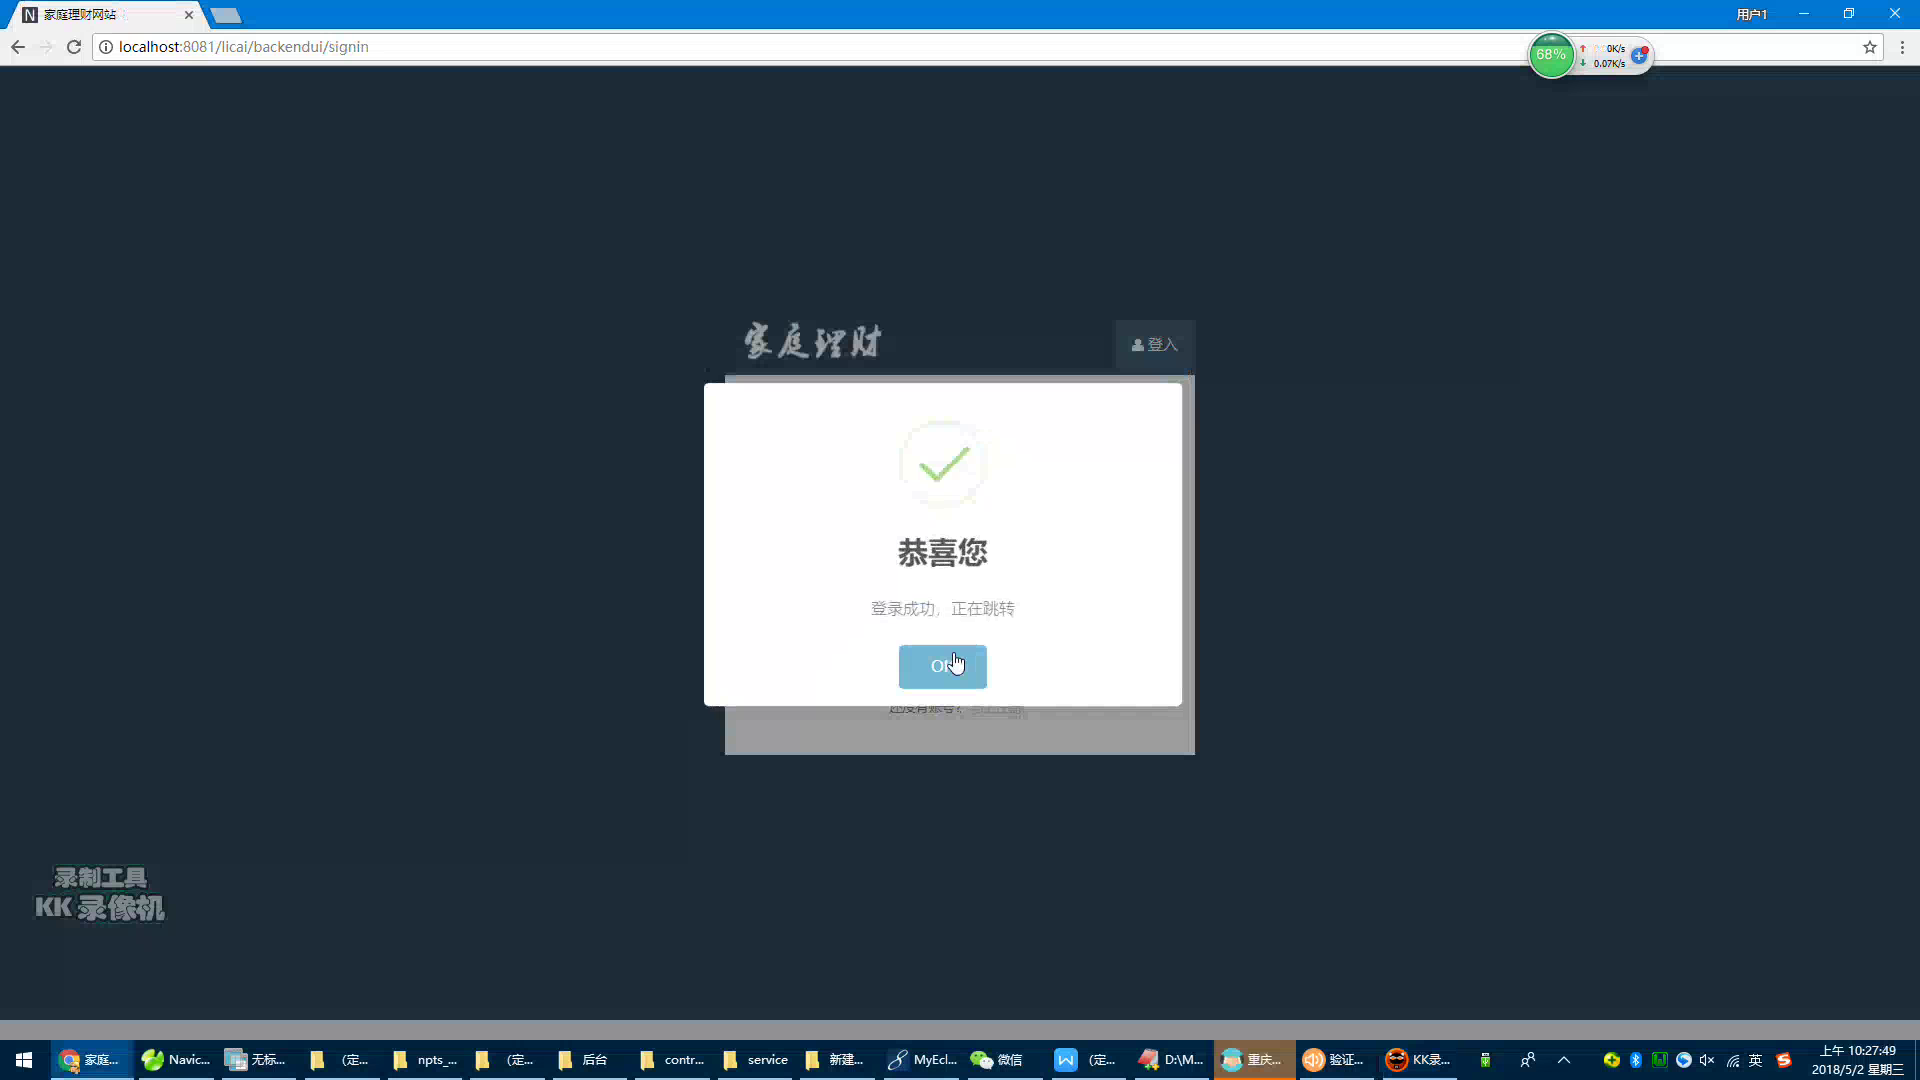 家庭理财网站
用户1
localhost:8081/licai/backendui/signin
68%
0K/s
0.07K/s
家庭理财
登入
恭喜您
登录成功，正在跳转
还没有账号？
录制工具
KK 录像机
家庭...
Navic...
无标...
(定...
npts_...
(定...
后台
contr...
service
新建...
MyEcl...
微信
(定...
D:\M...
重庆...
验证...
KK录...
英
上午 10:27:49
2018/5/2 星期三